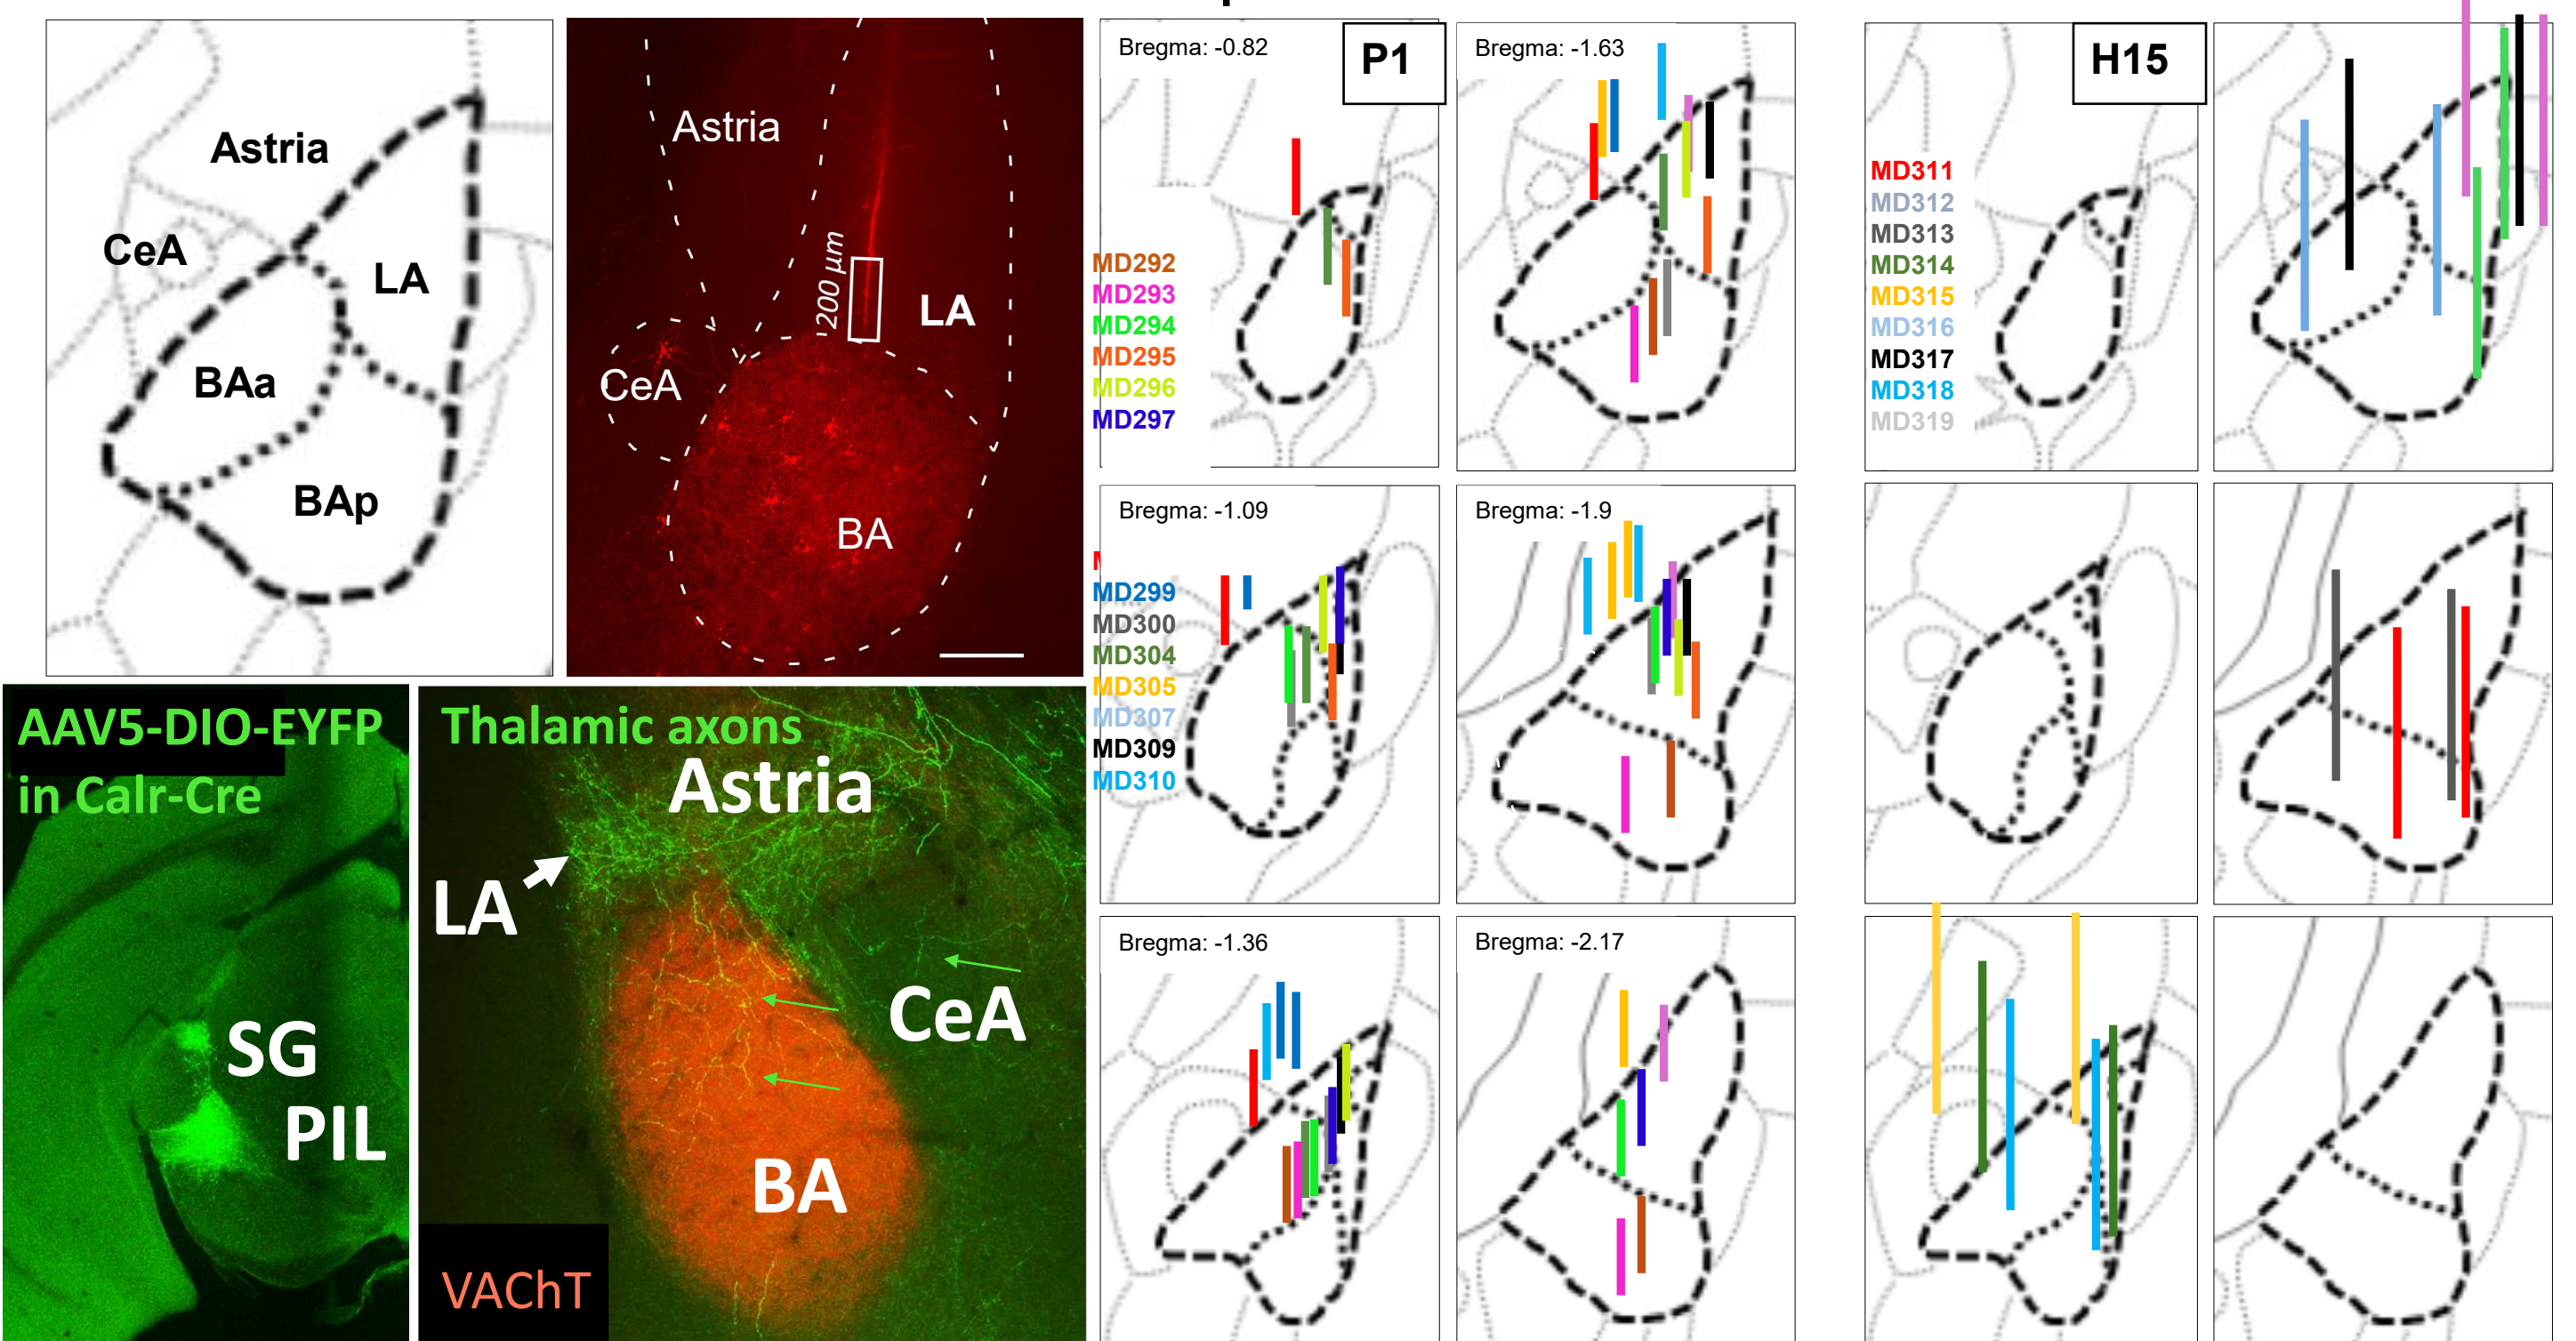 Astria
CeA
LA
BAa
BAp
Astria
200 µm
LA
CeA
BA
AAV5-DIO-EYFP
in Calr-Cre
SG
PIL
Thalamic axons
Astria
LA
CeA
BA
VAChT
Bregma: -0.82
P1
MD292
MD293
MD294
MD295
MD296
MD297
Bregma: -1.63
Bregma: -1.09
MD299
MD300
MD304
MD305
MD307
MD309
MD310
Bregma: -1.9
Bregma: -1.36
Bregma: -2.17
H15
MD311
MD312
MD313
MD314
MD315
MD316
MD317
MD318
MD319